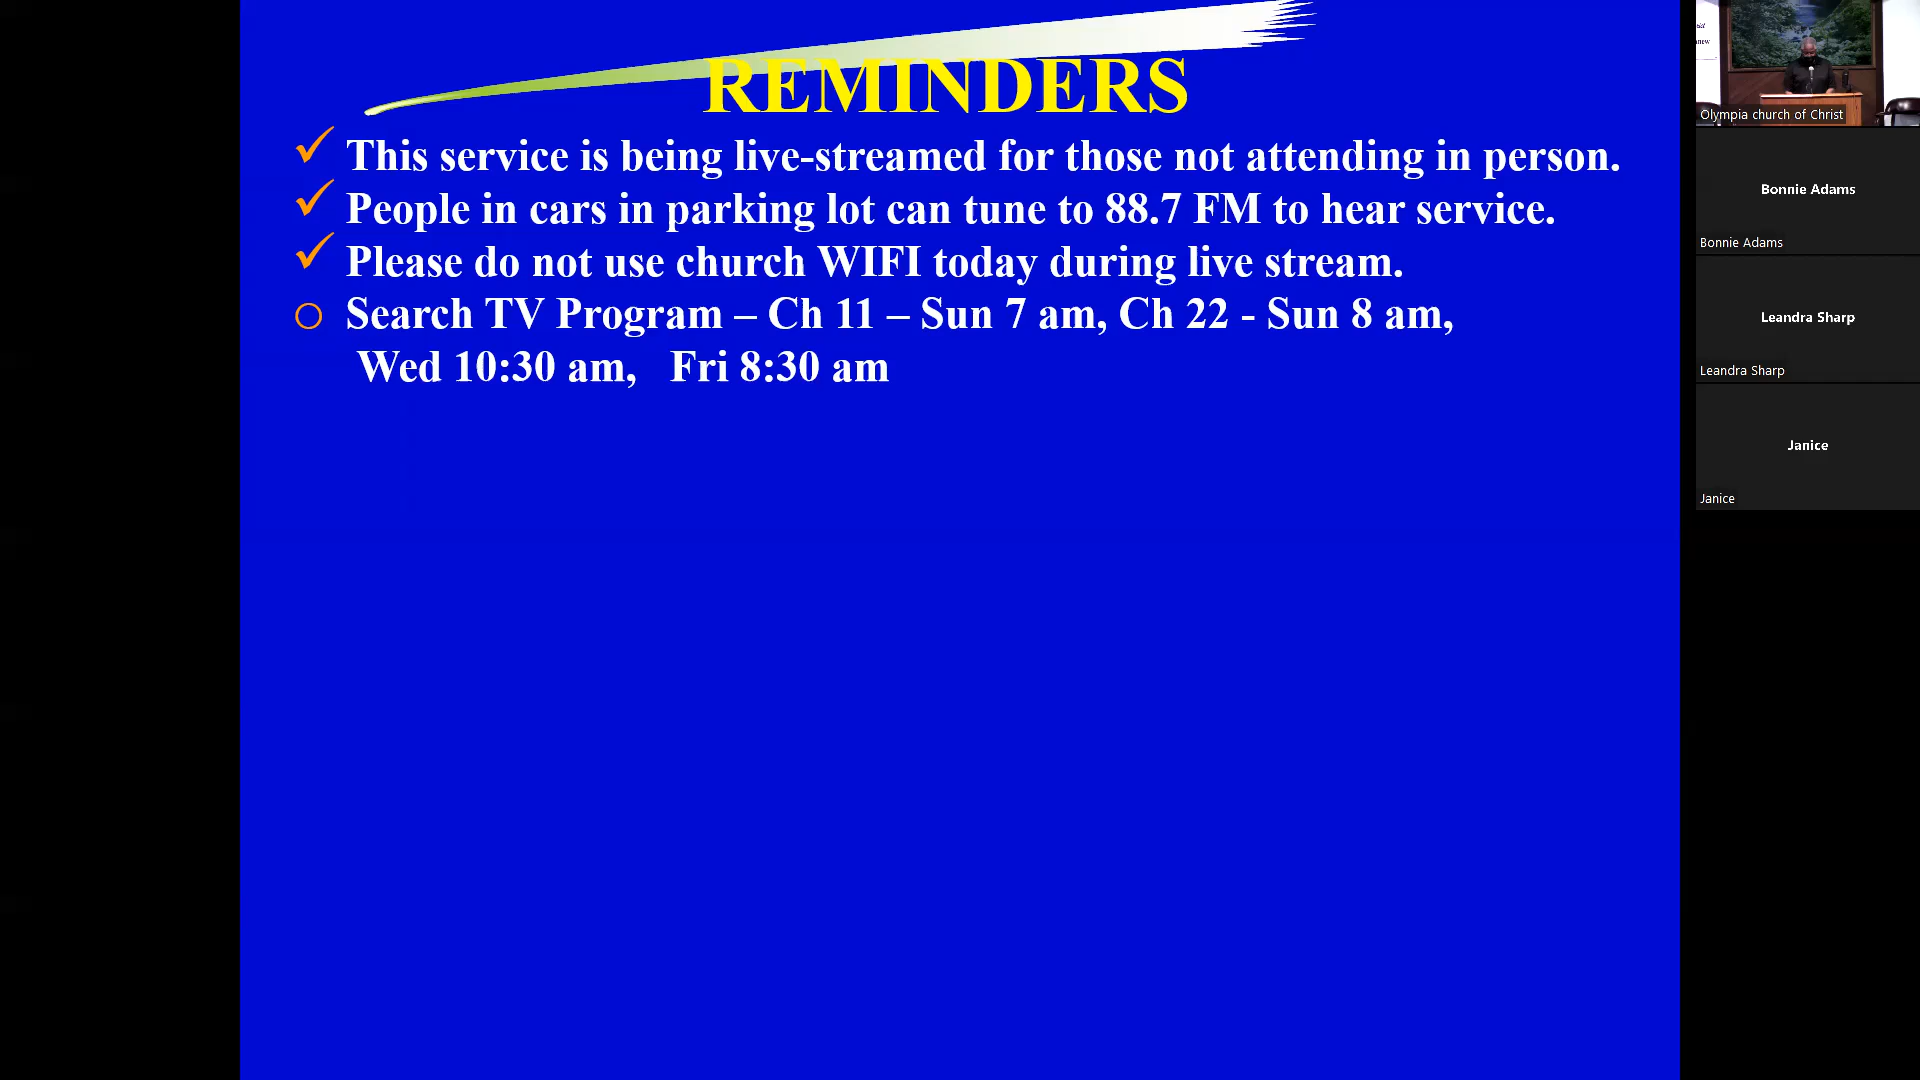 REMINDERS
This service is being live-streamed for those not attending in person.
People in cars in parking lot can tune to 88.7 FM to hear service.
Please do not use church WIFI today during live stream.
Search TV Program – Ch 11 – Sun 7 am, Ch 22 - Sun 8 am,
Wed 10:30 am, Fri 8:30 am
Olympia church of Christ
Bonnie Adams
Bonnie Adams
Leandra Sharp
Leandra Sharp
Janice
Janice